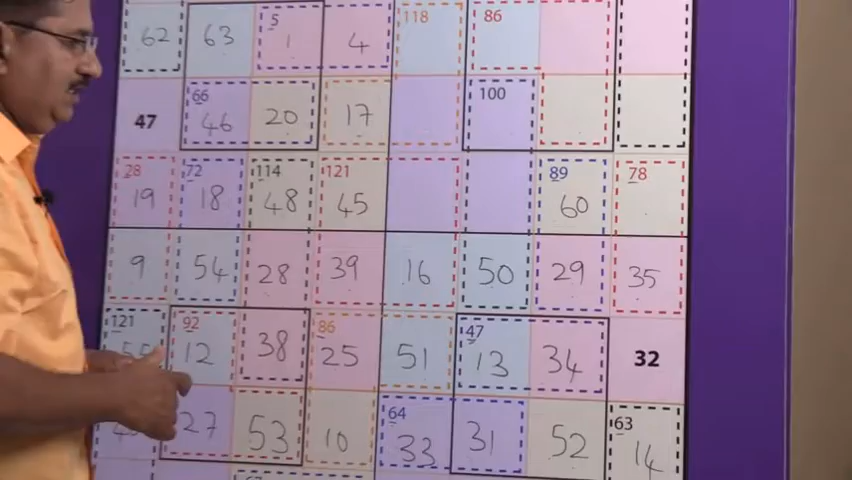 62 63 5 1 4 118 86
47 66 46 20 17 100
28 19 72 18 114 48 121 45 89 60 78
9 54 28 39 16 50 29 35
121 92 12 38 86 25 51 47 13 34 32
27 53 10 64 33 31 52 63 14